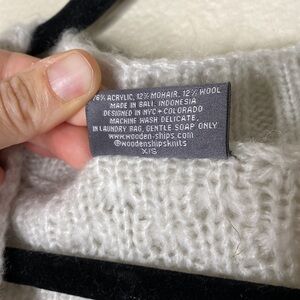 76% ACRYLIC, 12% MOHAIR, 12% WOOL
MADE IN BALI, INDONESIA
DESIGNED IN NYC + COLORADO
MACHINE WASH DELICATE,
IN LAUNDRY BAG, GENTLE SOAP ONLY
www.wooden-ships.com
@woodenshipsknits
X/S